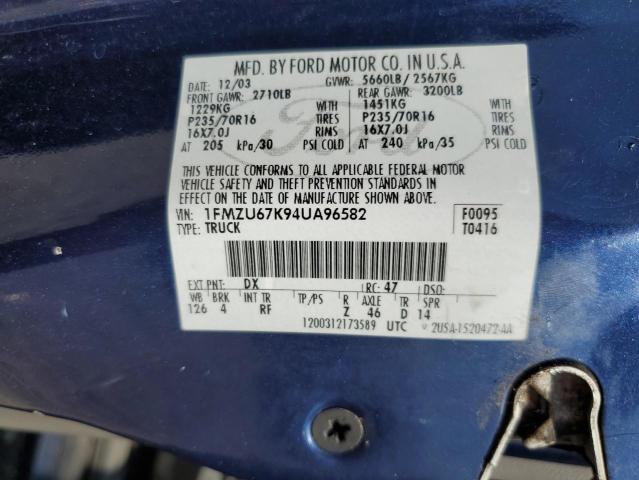 MFD. BY FORD MOTOR CO. IN U.S.A.
DATE: 12/03 GVWR: 5660LB / 2567KG
FRONT GAWR: 2710LB REAR GAWR: 3200LB
1229KG WITH 1451KG WITH
P235/70R16 TIRES P235/70R16 TIRES
16X7.0J RIMS 16X7.0J RIMS
AT 205 kPa/30 PSI COLD AT 240 kPa/35 PSI COLD
THIS VEHICLE CONFORMS TO ALL APPLICABLE FEDERAL MOTOR
VEHICLE SAFETY AND THEFT PREVENTION STANDARDS IN
EFFECT ON THE DATE OF MANUFACTURE SHOWN ABOVE.
VIN: 1FMZU67K94UA96582 F0095
TYPE: TRUCK T0416
EXT PNT: DX RC: 47 DSO:
WB BRK INT TR TP/PS R AXLE TR SPR
126 4 RF Z 46 D 14
1200312173589 UTC 2U5A-1520472-AA
Ford